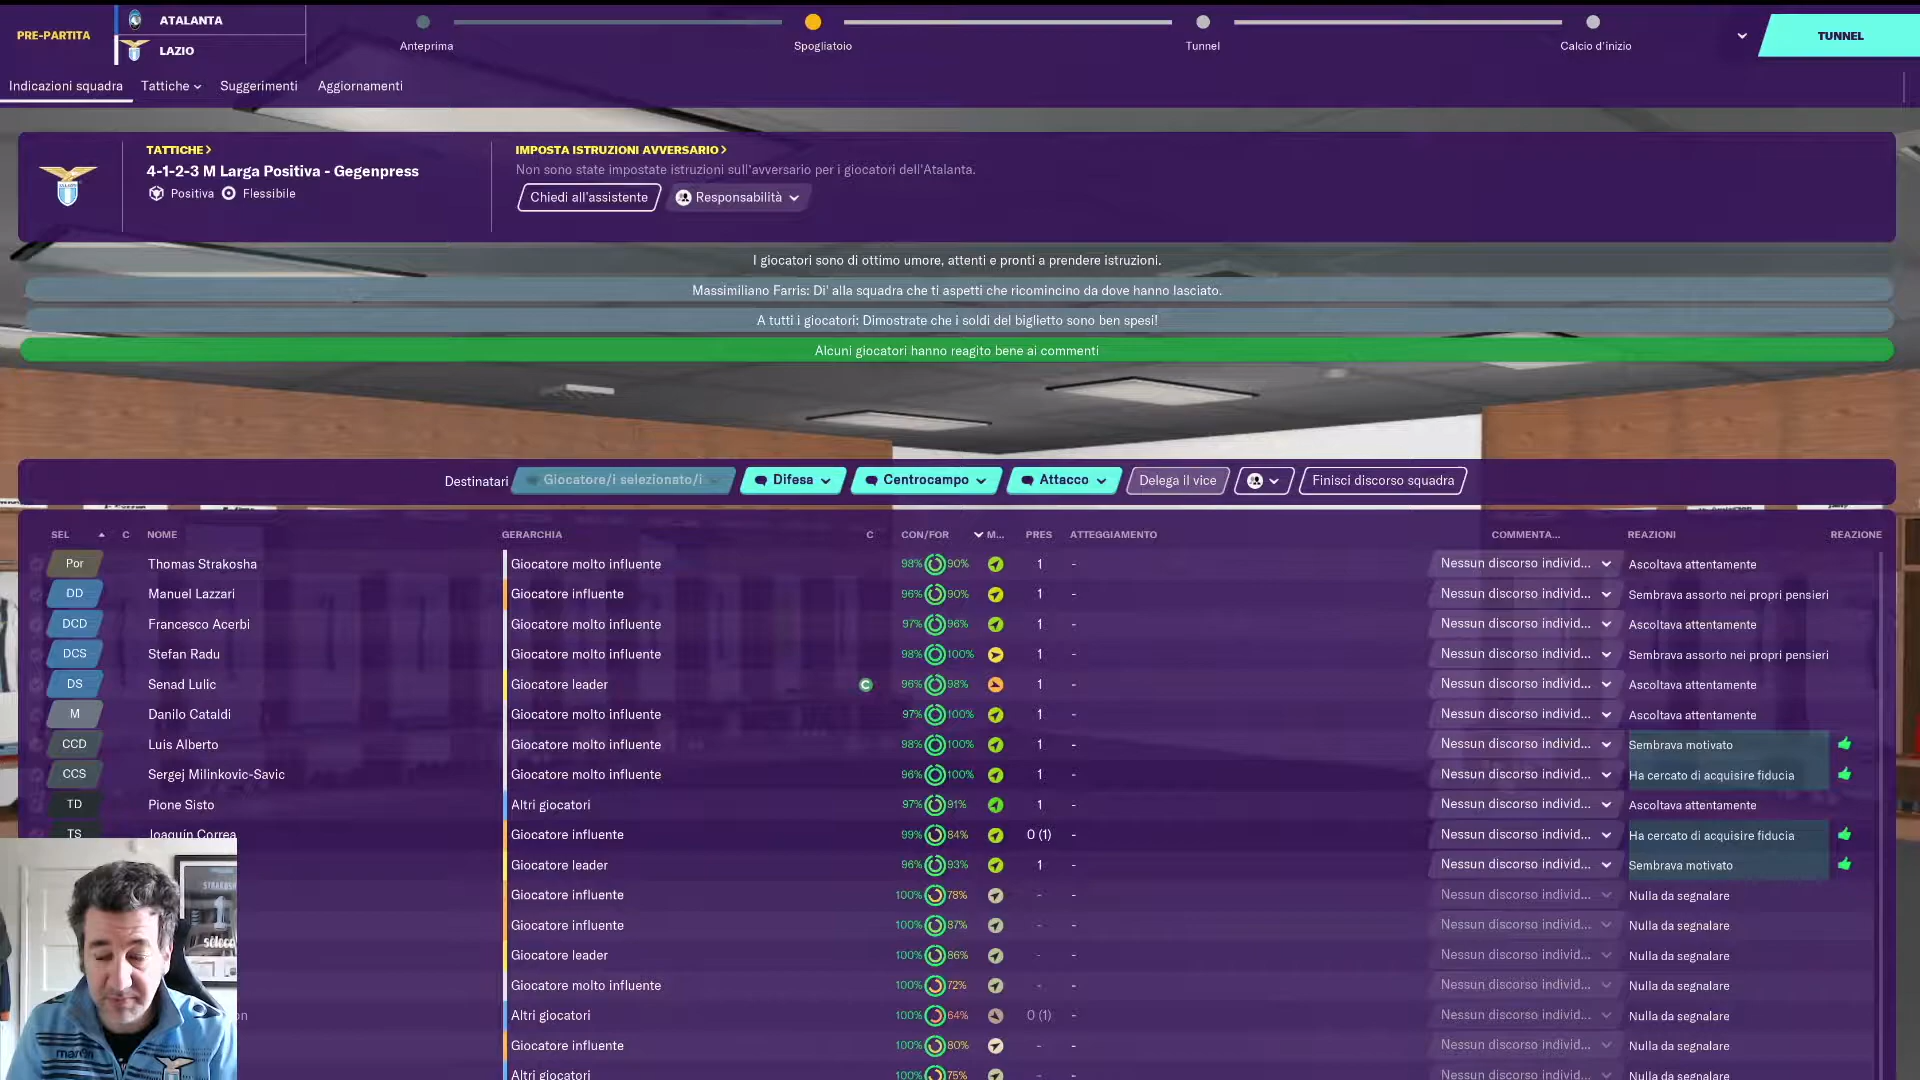 PRE-PARTITA
ATALANTA
LAZIO
Anteprima
Spogliatoio
Tunnel
Calcio d'inizio
TUNNEL
Indicazioni squadra
Tattiche
Suggerimenti
Aggiornamenti
TATTICHE
4-1-2-3 M Larga Positiva - Gegenpress
Positiva
Flessibile
IMPOSTA ISTRUZIONI AVVERSARIO
Non sono state impostate istruzioni sull'avversario per i giocatori dell'Atalanta.
Chiedi all'assistente
Responsabilità
I giocatori sono di ottimo umore, attenti e pronti a prendere istruzioni.
Massimiliano Farris: Di' alla squadra che ti aspetti che ricomincino da dove hanno lasciato.
A tutti i giocatori: Dimostrate che i soldi del biglietto sono ben spesi!
Alcuni giocatori hanno reagito bene ai commenti
Destinatari Giocatore/i selezionato/i Difesa Centrocampo Attacco Delega il vice Finisci discorso squadra
SEL C NOME GERARCHIA C CON/FOR M... PRES ATTEGGIAMENTO COMMENTA... REAZIONI REAZIONE
Por Thomas Strakosha Giocatore molto influente 98% 90% 1 - Nessun discorso individ... Ascoltava attentamente
DD Manuel Lazzari Giocatore influente 96% 90% 1 - Nessun discorso individ... Sembrava assorto nei propri pensieri
DCD Francesco Acerbi Giocatore molto influente 97% 96% 1 - Nessun discorso individ... Ascoltava attentamente
DCS Stefan Radu Giocatore molto influente 98% 100% 1 - Nessun discorso individ... Sembrava assorto nei propri pensieri
DS Senad Lulic Giocatore leader C 96% 98% 1 - Nessun discorso individ... Ascoltava attentamente
M Danilo Cataldi Giocatore molto influente 97% 100% 1 - Nessun discorso individ... Ascoltava attentamente
CCD Luis Alberto Giocatore molto influente 98% 100% 1 - Nessun discorso individ... Sembrava motivato
CCS Sergej Milinkovic-Savic Giocatore molto influente 96% 100% 1 - Nessun discorso individ... Ha cercato di acquisire fiducia
TD Pione Sisto Altri giocatori 97% 91% 1 - Nessun discorso individ... Ascoltava attentamente
TS Joaquín Correa Giocatore influente 99% 84% 0 (1) - Nessun discorso individ... Ha cercato di acquisire fiducia
Giocatore leader 96% 93% 1 - Nessun discorso individ... Sembrava motivato
Giocatore influente 100% 78% - - Nessun discorso individ... Nulla da segnalare
Giocatore influente 100% 87% - - Nessun discorso individ... Nulla da segnalare
Giocatore leader 100% 86% - - Nessun discorso individ... Nulla da segnalare
Giocatore molto influente 100% 72% - - Nessun discorso individ... Nulla da segnalare
Altri giocatori 100% 64% 0 (1) - Nessun discorso individ... Nulla da segnalare
Giocatore influente 100% 80% - - Nessun discorso individ... Nulla da segnalare
Altri giocatori 100% 75% - - Nessun discorso individ... Nulla da segnalare
STRAKOSHA
1